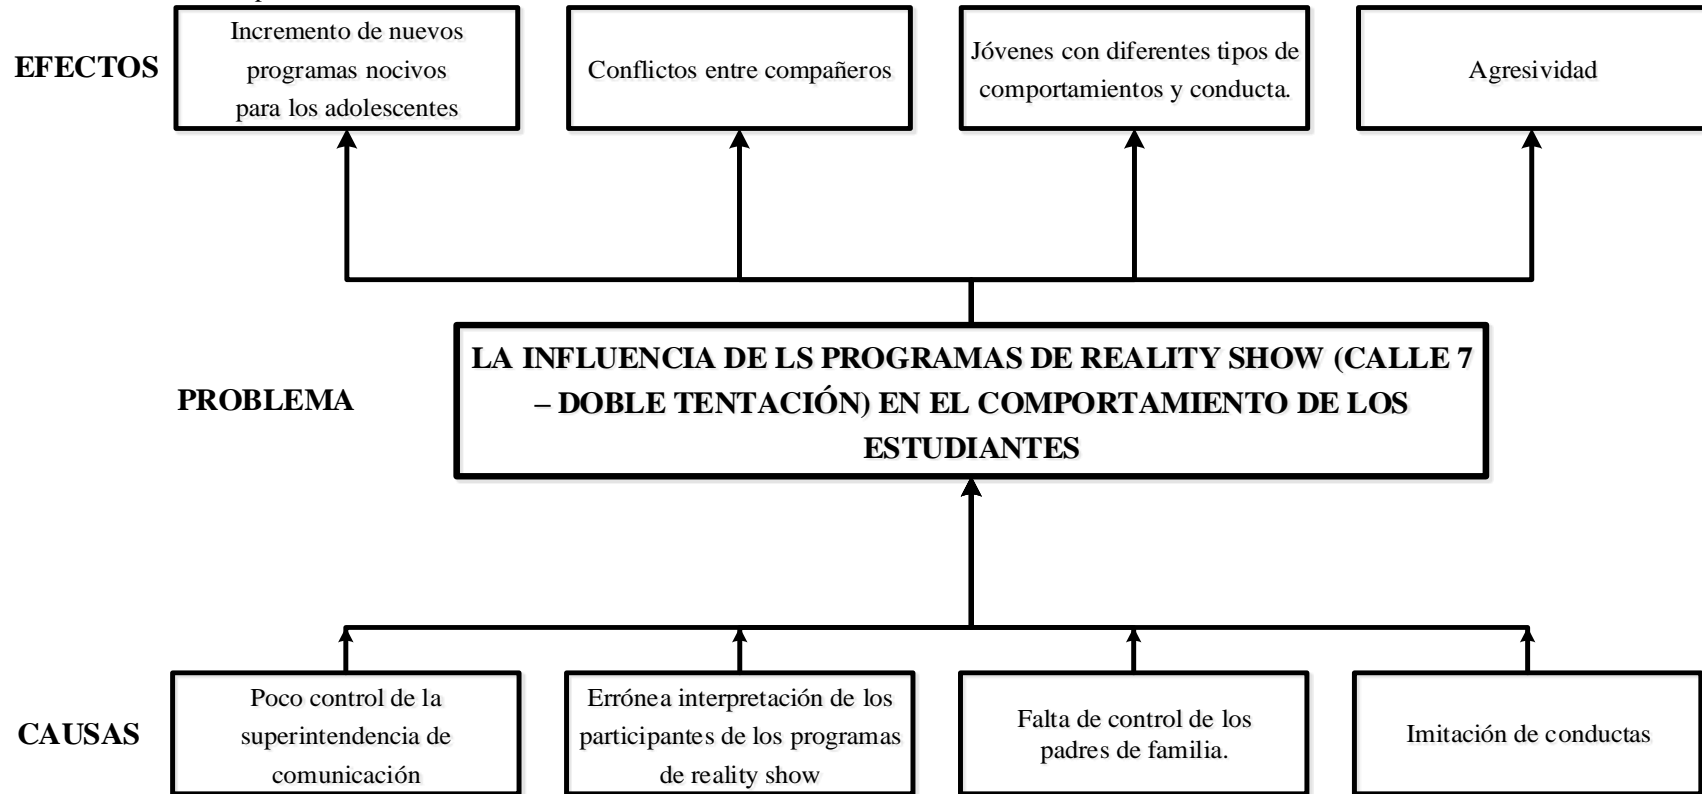 EFECTOS
Incremento de nuevos
programas nocivos
para los adolescentes
Conflictos entre compañeros
Jóvenes con diferentes tipos de
comportamientos y conducta.
Agresividad
PROBLEMA
LA INFLUENCIA DE LS PROGRAMAS DE REALITY SHOW (CALLE 7
– DOBLE TENTACIÓN) EN EL COMPORTAMIENTO DE LOS
ESTUDIANTES
CAUSAS
Poco control de la
superintendencia de
comunicación
Errónea interpretación de los
participantes de los programas
de reality show
Falta de control de los
padres de familia.
Imitación de conductas